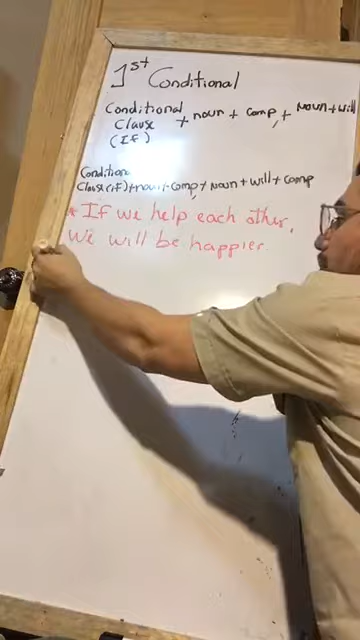 1st Conditional
Conditional + noun + comp, + noun + will
Clause
(If)
Condition
Clause (if) + noun + comp, + noun + will + comp
* If we help each other,
we will be happier.